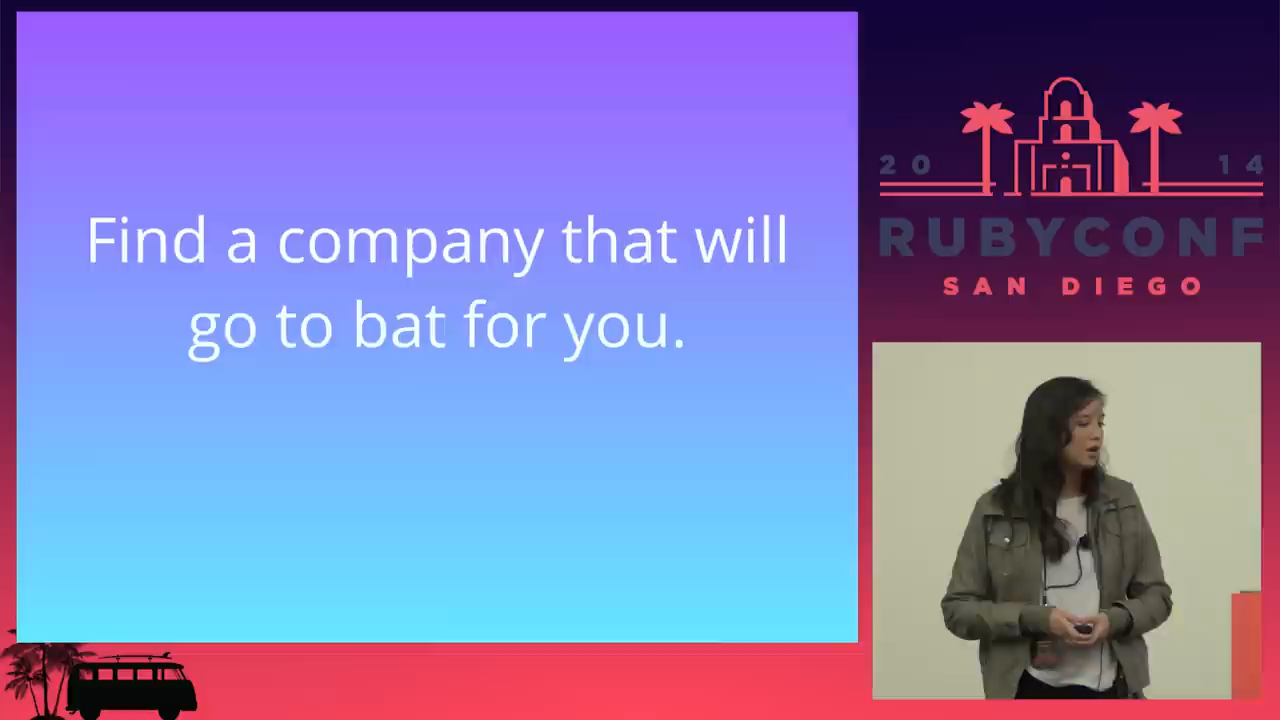 Find a company that will
go to bat for you.
20 14
RUBYCONF
SAN DIEGO